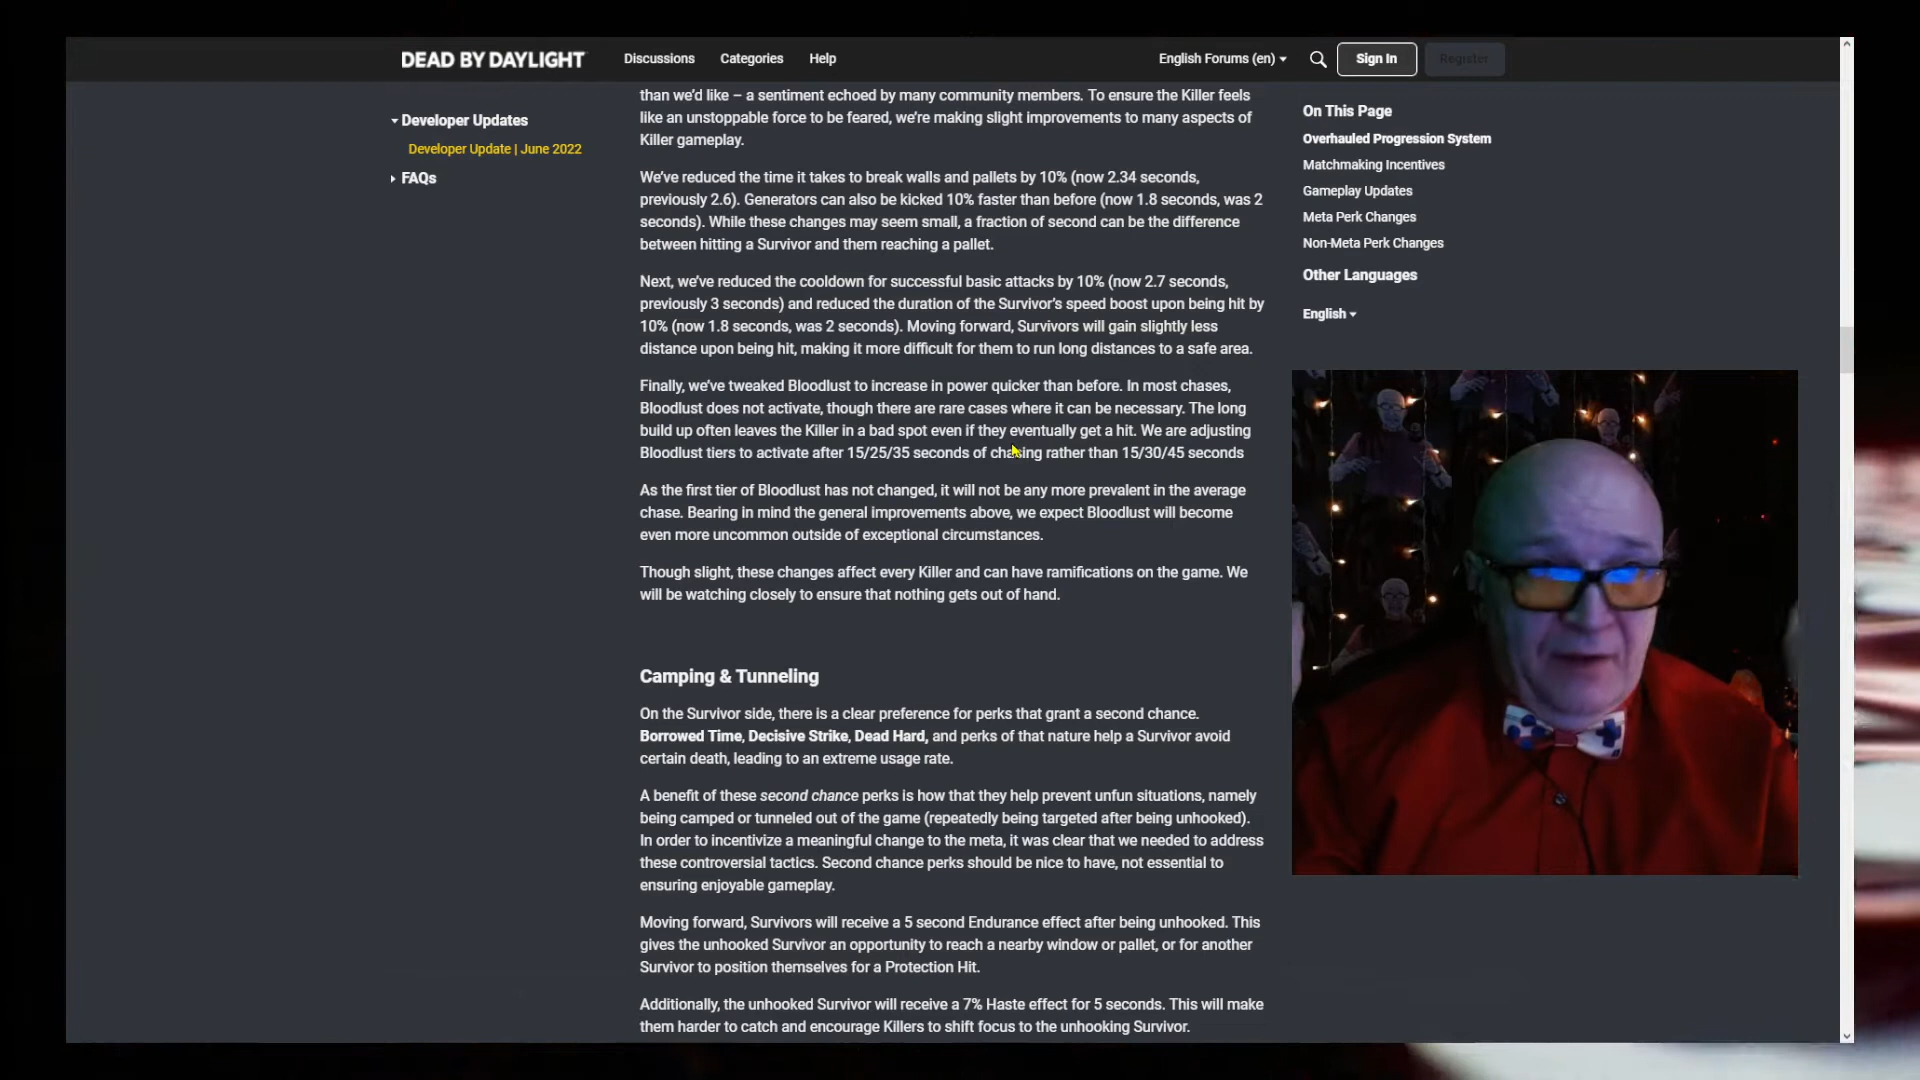 DEAD BY DAYLIGHT
Discussions
Categories
Help
English Forums (en)
Sign In
Register
Developer Updates
Developer Update | June 2022
FAQs
than we'd like – a sentiment echoed by many community members. To ensure the Killer feels
like an unstoppable force to be feared, we're making slight improvements to many aspects of
Killer gameplay.
We've reduced the time it takes to break walls and pallets by 10% (now 2.34 seconds,
previously 2.6). Generators can also be kicked 10% faster than before (now 1.8 seconds, was 2
seconds). While these changes may seem small, a fraction of second can be the difference
between hitting a Survivor and them reaching a pallet.
Next, we've reduced the cooldown for successful basic attacks by 10% (now 2.7 seconds,
previously 3 seconds) and reduced the duration of the Survivor's speed boost upon being hit by
10% (now 1.8 seconds, was 2 seconds). Moving forward, Survivors will gain slightly less
distance upon being hit, making it more difficult for them to run long distances to a safe area.
Finally, we've tweaked Bloodlust to increase in power quicker than before. In most chases,
Bloodlust does not activate, though there are rare cases where it can be necessary. The long
build up often leaves the Killer in a bad spot even if they eventually get a hit. We are adjusting
Bloodlust tiers to activate after 15/25/35 seconds of chasing rather than 15/30/45 seconds
As the first tier of Bloodlust has not changed, it will not be any more prevalent in the average
chase. Bearing in mind the general improvements above, we expect Bloodlust will become
even more uncommon outside of exceptional circumstances.
Though slight, these changes affect every Killer and can have ramifications on the game. We
will be watching closely to ensure that nothing gets out of hand.
Camping & Tunneling
On the Survivor side, there is a clear preference for perks that grant a second chance.
Borrowed Time, Decisive Strike, Dead Hard, and perks of that nature help a Survivor avoid
certain death, leading to an extreme usage rate.
A benefit of these second chance perks is how that they help prevent unfun situations, namely
being camped or tunneled out of the game (repeatedly being targeted after being unhooked).
In order to incentivize a meaningful change to the meta, it was clear that we needed to address
these controversial tactics. Second chance perks should be nice to have, not essential to
ensuring enjoyable gameplay.
Moving forward, Survivors will receive a 5 second Endurance effect after being unhooked. This
gives the unhooked Survivor an opportunity to reach a nearby window or pallet, or for another
Survivor to position themselves for a Protection Hit.
Additionally, the unhooked Survivor will receive a 7% Haste effect for 5 seconds. This will make
them harder to catch and encourage Killers to shift focus to the unhooking Survivor.
On This Page
Overhauled Progression System
Matchmaking Incentives
Gameplay Updates
Meta Perk Changes
Non-Meta Perk Changes
Other Languages
English